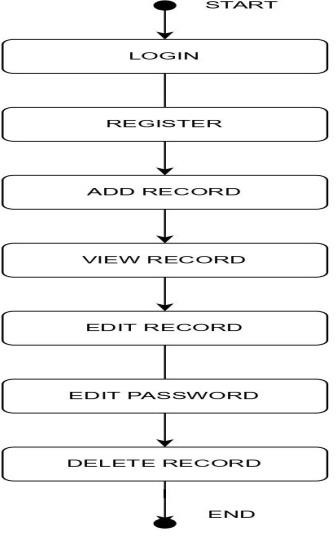 START
LOGIN
REGISTER
ADD RECORD
VIEW RECORD
EDIT RECORD
EDIT PASSWORD
DELETE RECORD
END